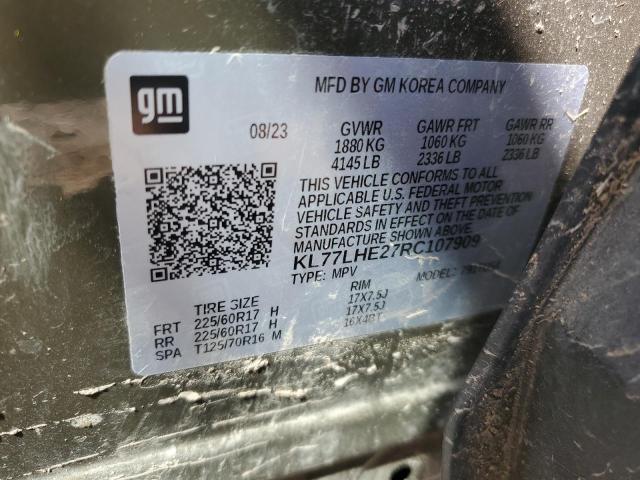 gm
MFD BY GM KOREA COMPANY
08/23 GVWR GAWR FRT GAWR RR
1880 KG 1060 KG 1060 KG
4145 LB 2336 LB 2336 LB
THIS VEHICLE CONFORMS TO ALL
APPLICABLE U.S. FEDERAL MOTOR
VEHICLE SAFETY AND THEFT PREVENTION
STANDARDS IN EFFECT ON THE DATE OF
MANUFACTURE SHOWN ABOVE.
KL77LHE27RC107909
TYPE: MPV MODEL:
TIRE SIZE RIM
FRT 225/60R17 H 17X7.5J
RR 225/60R17 H 17X7.5J
SPA T125/70R16 M 16X4BT